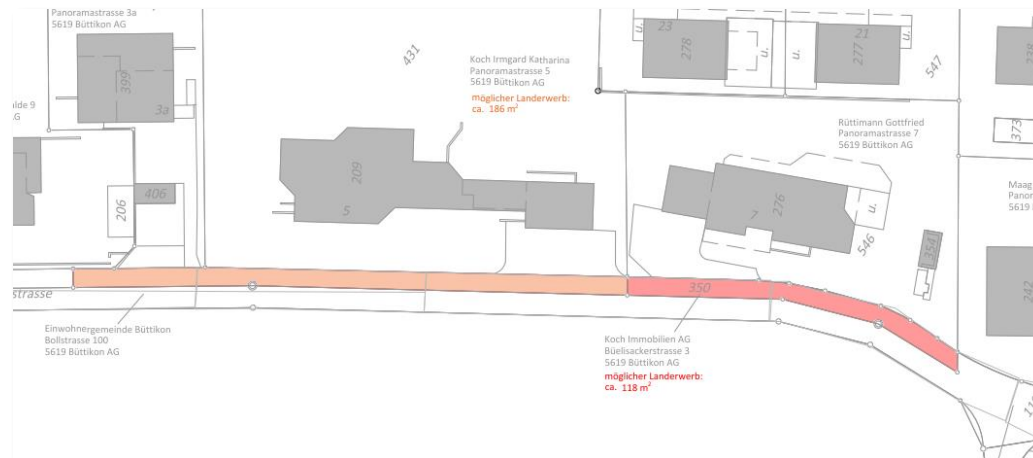 Panoramastrasse 3a
5619 Büttikon AG
399
3a
431
Koch Irmgard Katharina
Panoramastrasse 5
5619 Büttikon AG
möglicher Landerwerb:
ca. 186 m²
u.
23
278
u.
u.
21
277
u.
547
238
373
Rüttimann Gottfried
Panoramastrasse 7
5619 Büttikon AG
ulde 9
AG
406
206
209
5
276
7
u.
546
354
Maag
Panor
5619
242
strasse
350
Einwohnergemeinde Büttikon
Bollstrasse 100
5619 Büttikon AG
Koch Immobilien AG
Büelisackerstrasse 3
5619 Büttikon AG
möglicher Landerwerb:
ca. 118 m²